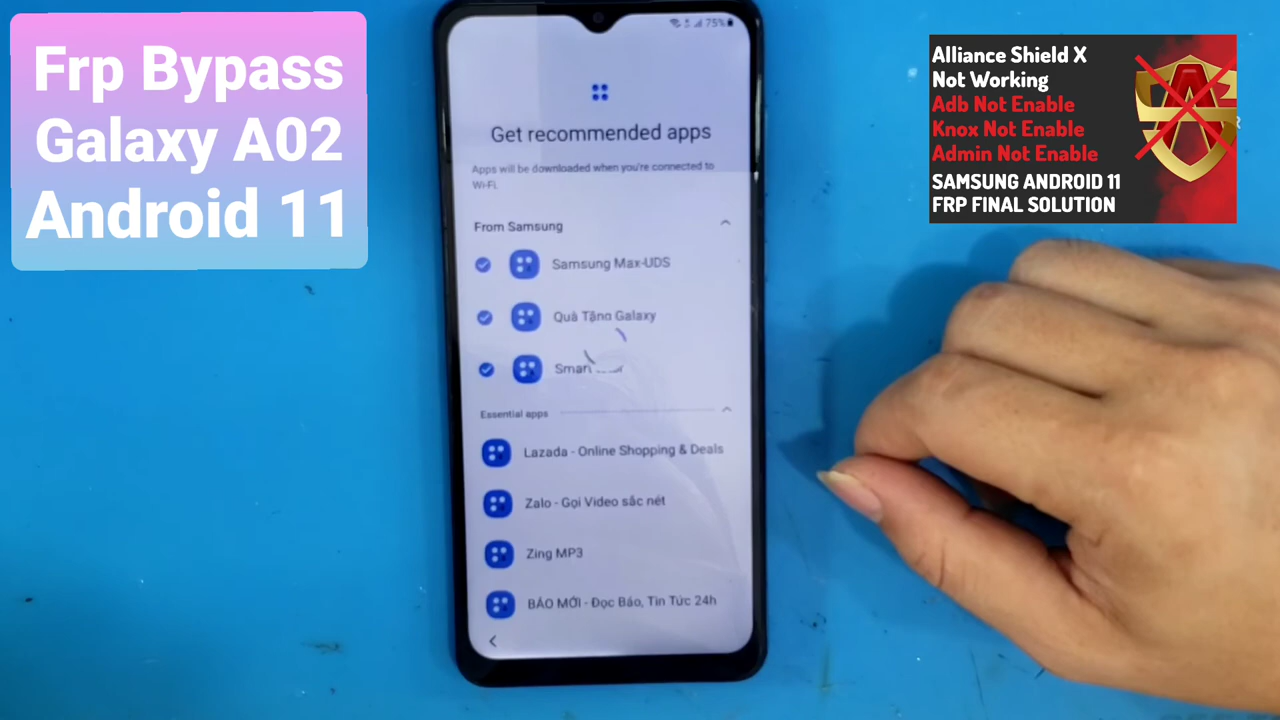 Frp Bypass
Galaxy A02
Android 11
75%
Get recommended apps
Apps will be downloaded when you're connected to
Wi-Fi.
From Samsung
Samsung Max-UDS
Quà Tặng Galaxy
Smart
Essential apps
Lazada - Online Shopping & Deals
Zalo - Gọi Video sắc nét
Zing MP3
BÁO MỚI - Đọc Báo, Tin Tức 24h
Alliance Shield X
Not Working
Adb Not Enable
Knox Not Enable
Admin Not Enable
SAMSUNG ANDROID 11
FRP FINAL SOLUTION